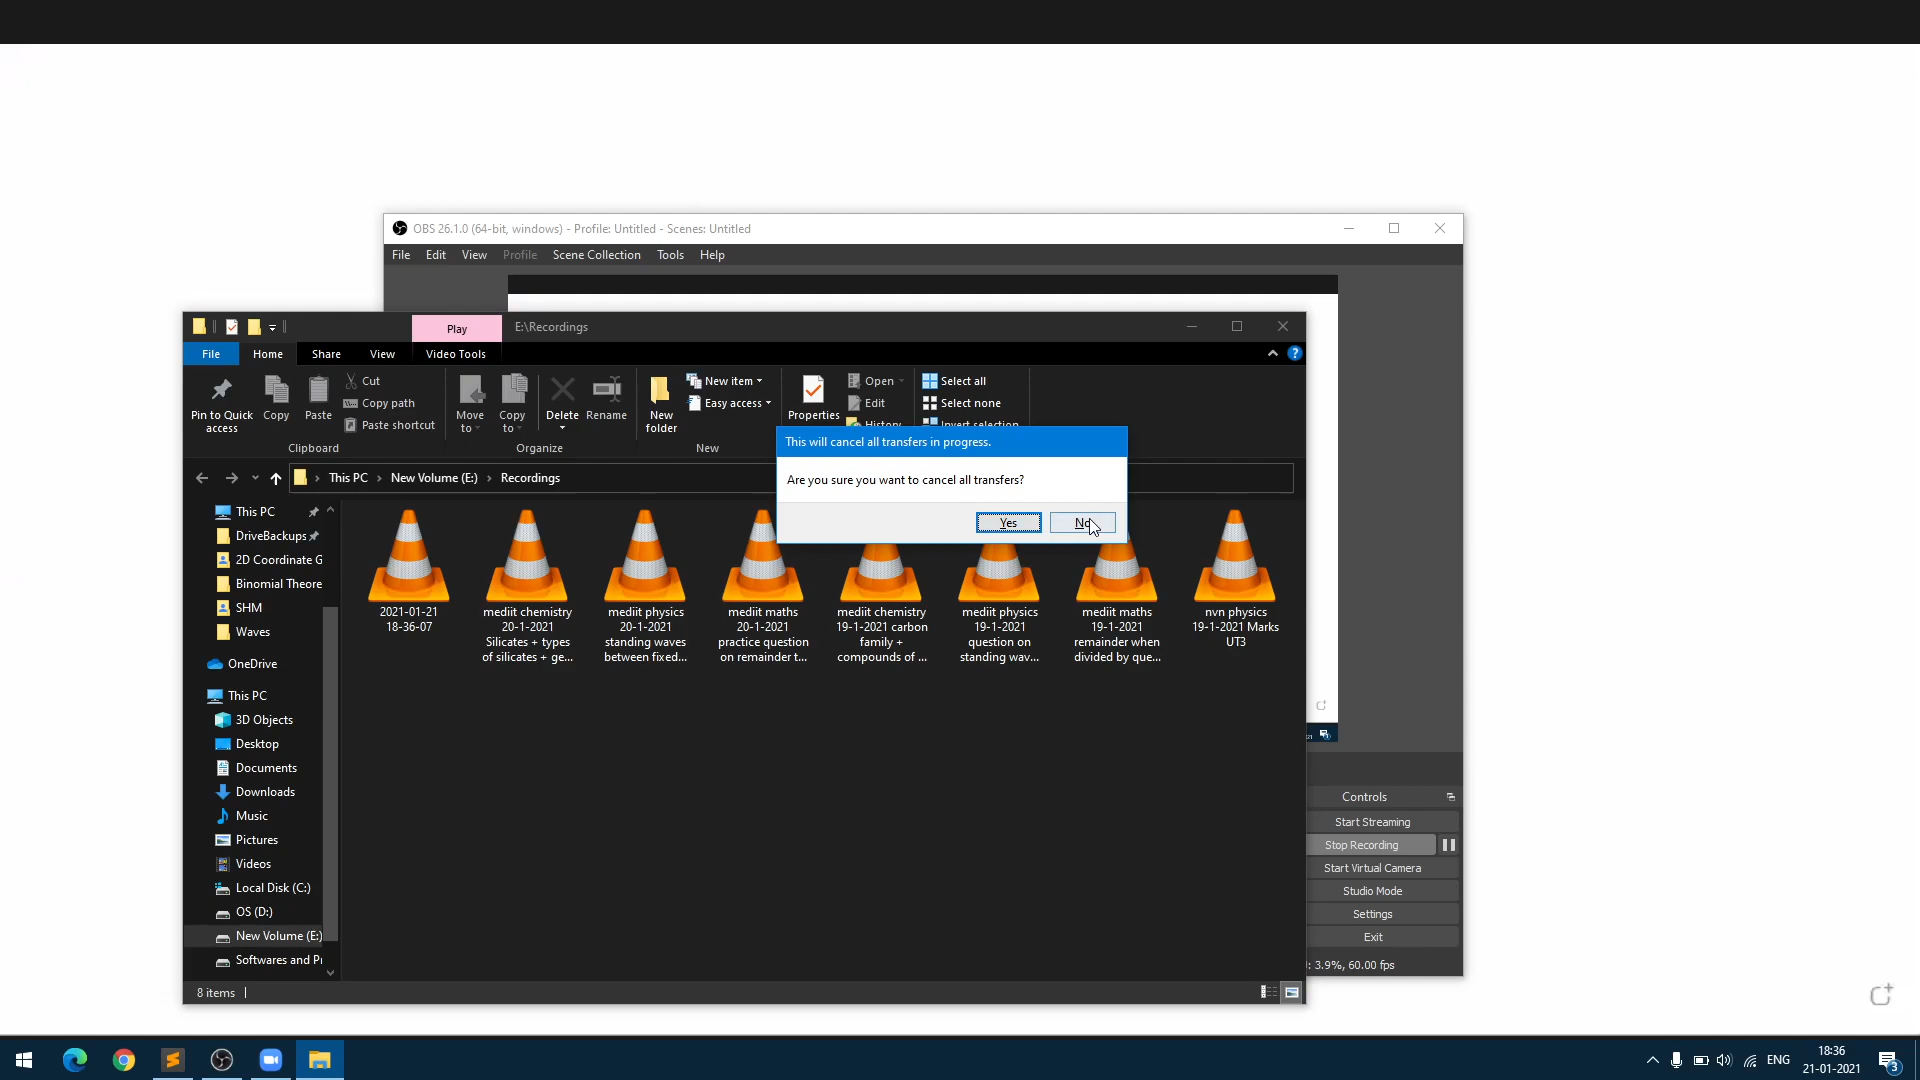 OBS 26.1.0 (64-bit, windows) - Profile: Untitled - Scenes: Untitled
File Edit View Profile Scene Collection Tools Help
Play E:\Recordings
File Home Share View Video Tools
Pin to Quick access
Copy
Paste
Cut
Copy path
Paste shortcut
Clipboard
Move to
Copy to
Delete
Rename
Organize
New folder
New item
Easy access
New
Properties
Open
Edit
History
Select all
Select none
Invert selection
This PC › New Volume (E:) › Recordings
This will cancel all transfers in progress.
Are you sure you want to cancel all transfers?
Yes No
This PC
DriveBackups
2D Coordinate G
Binomial Theore
SHM
Waves
OneDrive
This PC
3D Objects
Desktop
Documents
Downloads
Music
Pictures
Videos
Local Disk (C:)
OS (D:)
New Volume (E:)
Softwares and Pr
2021-01-21
18-36-07
mediit chemistry
20-1-2021
Silicates + types
of silicates + ge...
mediit physics
20-1-2021
standing waves
between fixed...
mediit maths
20-1-2021
practice question
on remainder t...
mediit chemistry
19-1-2021 carbon
family +
compounds of ...
mediit physics
19-1-2021
question on
standing wav...
mediit maths
19-1-2021
remainder when
divided by que...
nvn physics
19-1-2021 Marks
UT3
8 items
Controls
Start Streaming
Stop Recording
Start Virtual Camera
Studio Mode
Settings
Exit
: 3.9%, 60.00 fps
ENG
18:36
21-01-2021
3